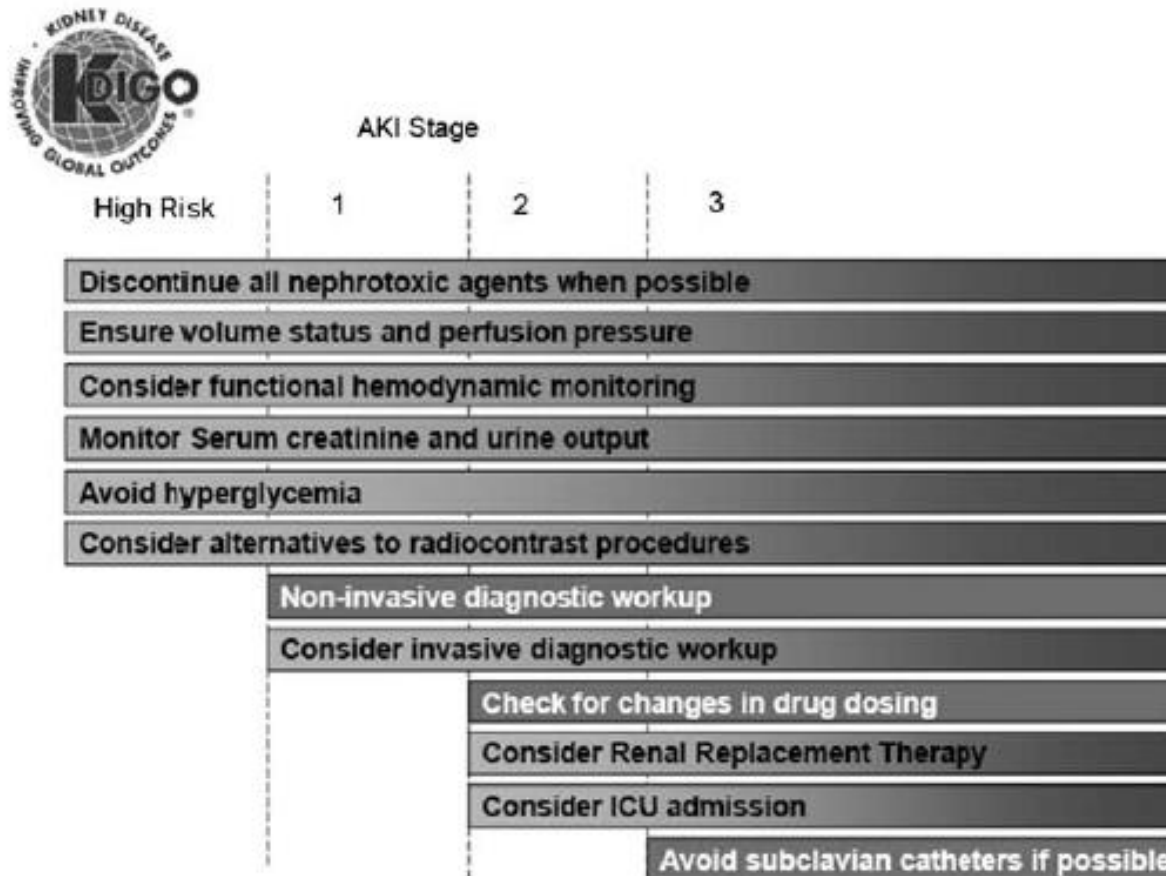 KIDNEY DISEASE
IMPROVING GLOBAL OUTCOMES
KDIGO
®
AKI Stage
High Risk 1 2 3
Discontinue all nephrotoxic agents when possible
Ensure volume status and perfusion pressure
Consider functional hemodynamic monitoring
Monitor Serum creatinine and urine output
Avoid hyperglycemia
Consider alternatives to radiocontrast procedures
Non-invasive diagnostic workup
Consider invasive diagnostic workup
Check for changes in drug dosing
Consider Renal Replacement Therapy
Consider ICU admission
Avoid subclavian catheters if possible